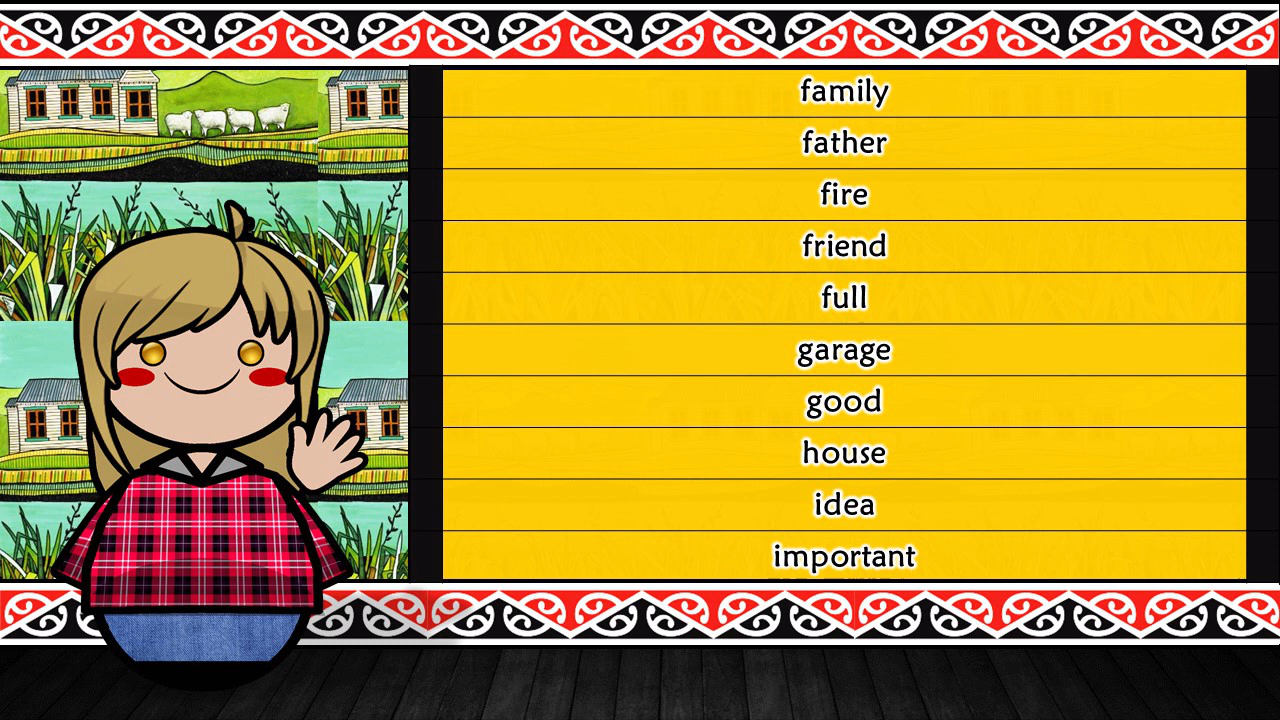 family
father
fire
friend
full
garage
good
house
idea
important